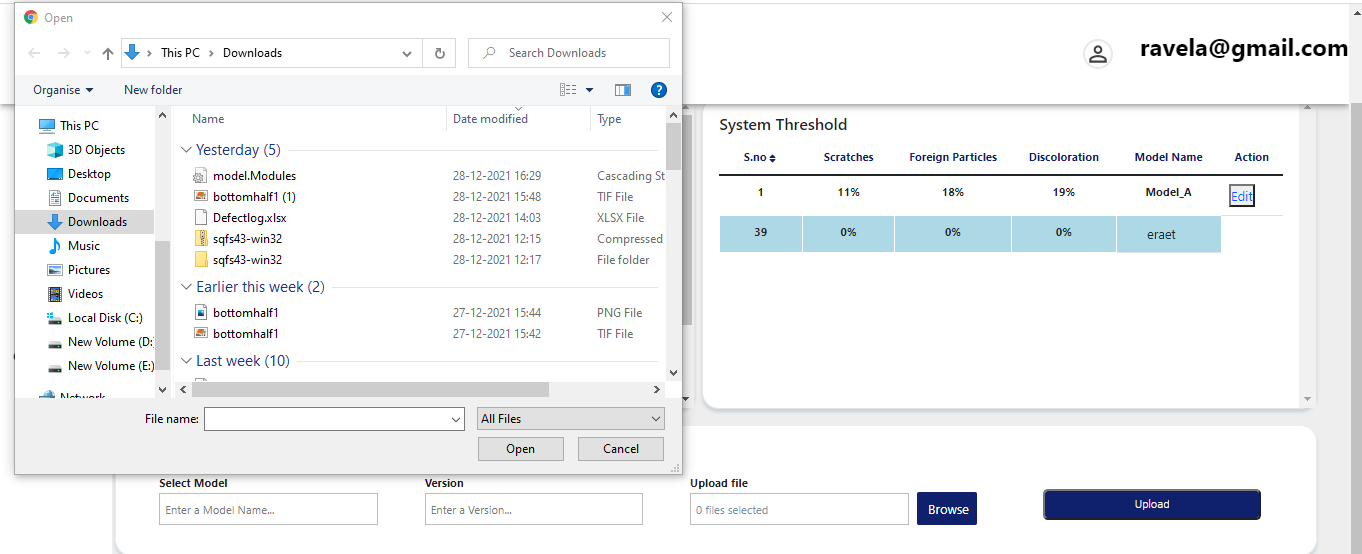 Open
This PC > Downloads
Search Downloads
Organise
New folder
?
This PC
3D Objects
Desktop
Documents
Downloads
Music
Pictures
Videos
Local Disk (C:)
New Volume (D:
New Volume (E:)
Network
Name Date modified Type
Yesterday (5)
model.Modules 28-12-2021 16:29 Cascading St
bottomhalf1 (1) 28-12-2021 15:48 TIF File
Defectlog.xlsx 28-12-2021 14:03 XLSX File
sqfs43-win32 28-12-2021 12:15 Compressed
sqfs43-win32 28-12-2021 12:17 File folder
Earlier this week (2)
bottomhalf1 27-12-2021 15:44 PNG File
bottomhalf1 27-12-2021 15:42 TIF File
Last week (10)
File name:
All Files
Open
Cancel
ravela@gmail.com
System Threshold
S.no Scratches Foreign Particles Discoloration Model Name Action
1 11% 18% 19% Model_A Edit
39 0% 0% 0% eraet
Select Model Version Upload file
Enter a Model Name... Enter a Version... 0 files selected Browse Upload